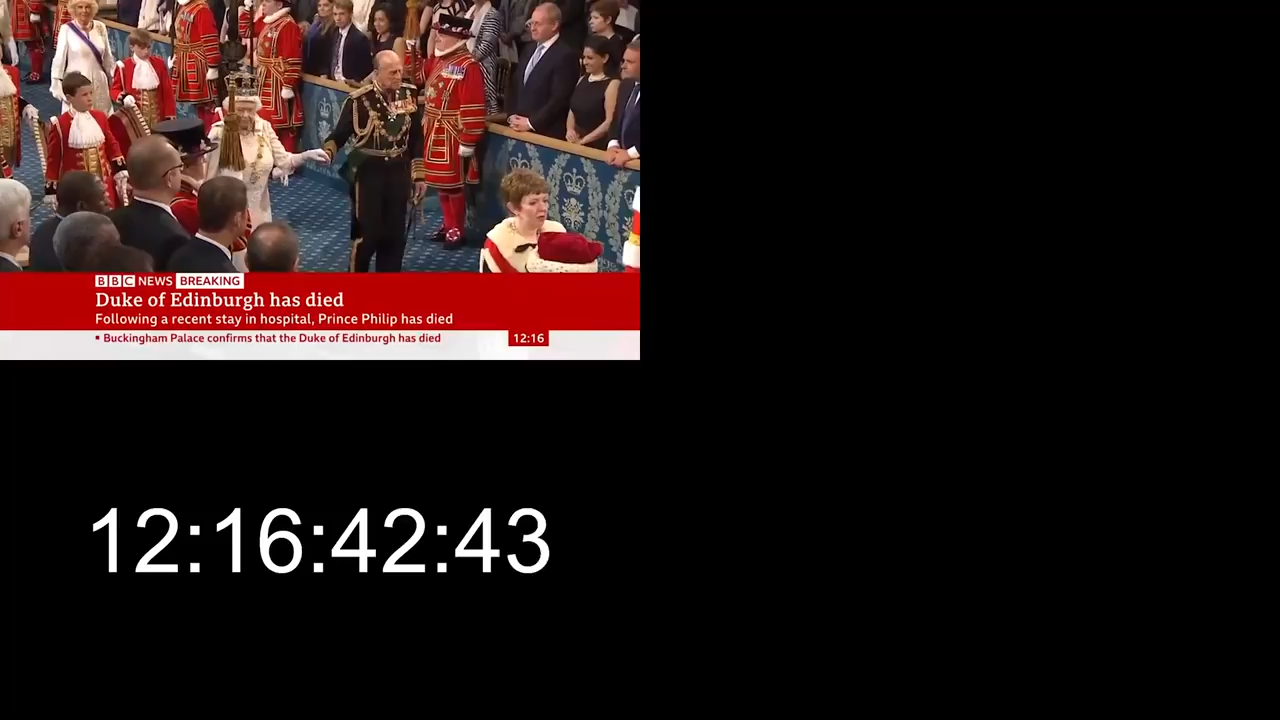 BBC NEWS BREAKING
Duke of Edinburgh has died
Following a recent stay in hospital, Prince Philip has died
▪ Buckingham Palace confirms that the Duke of Edinburgh has died 12:16
12:16:42:43